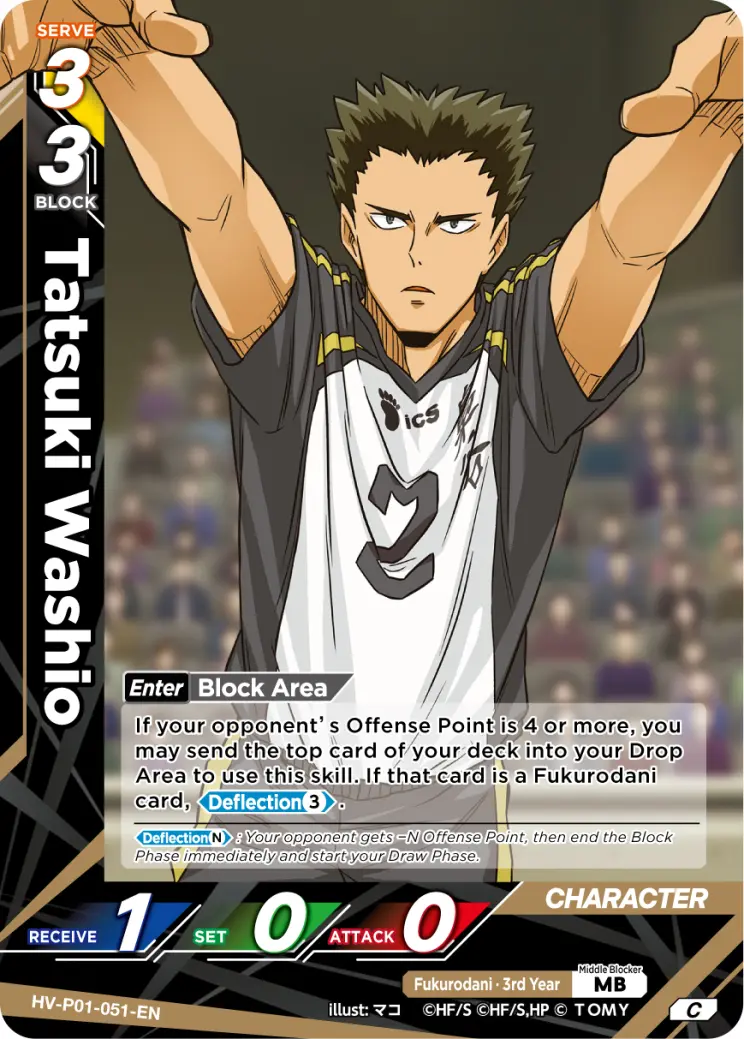 SERVE
3
3
BLOCK
Tatsuki Washio
ics
2
Enter Block Area
If your opponent's Offense Point is 4 or more, you
may send the top card of your deck into your Drop
Area to use this skill. If that card is a Fukurodani
card, Deflection 3 .
Deflection N : Your opponent gets −N Offense Point, then end the Block
Phase immediately and start your Draw Phase.
CHARACTER
RECEIVE 1 SET 0 ATTACK 0
Fukurodani · 3rd Year
Middle Blocker
MB
HV-P01-051-EN
illust: マコ ©HF/S ©HF/S,HP © TOMY
C